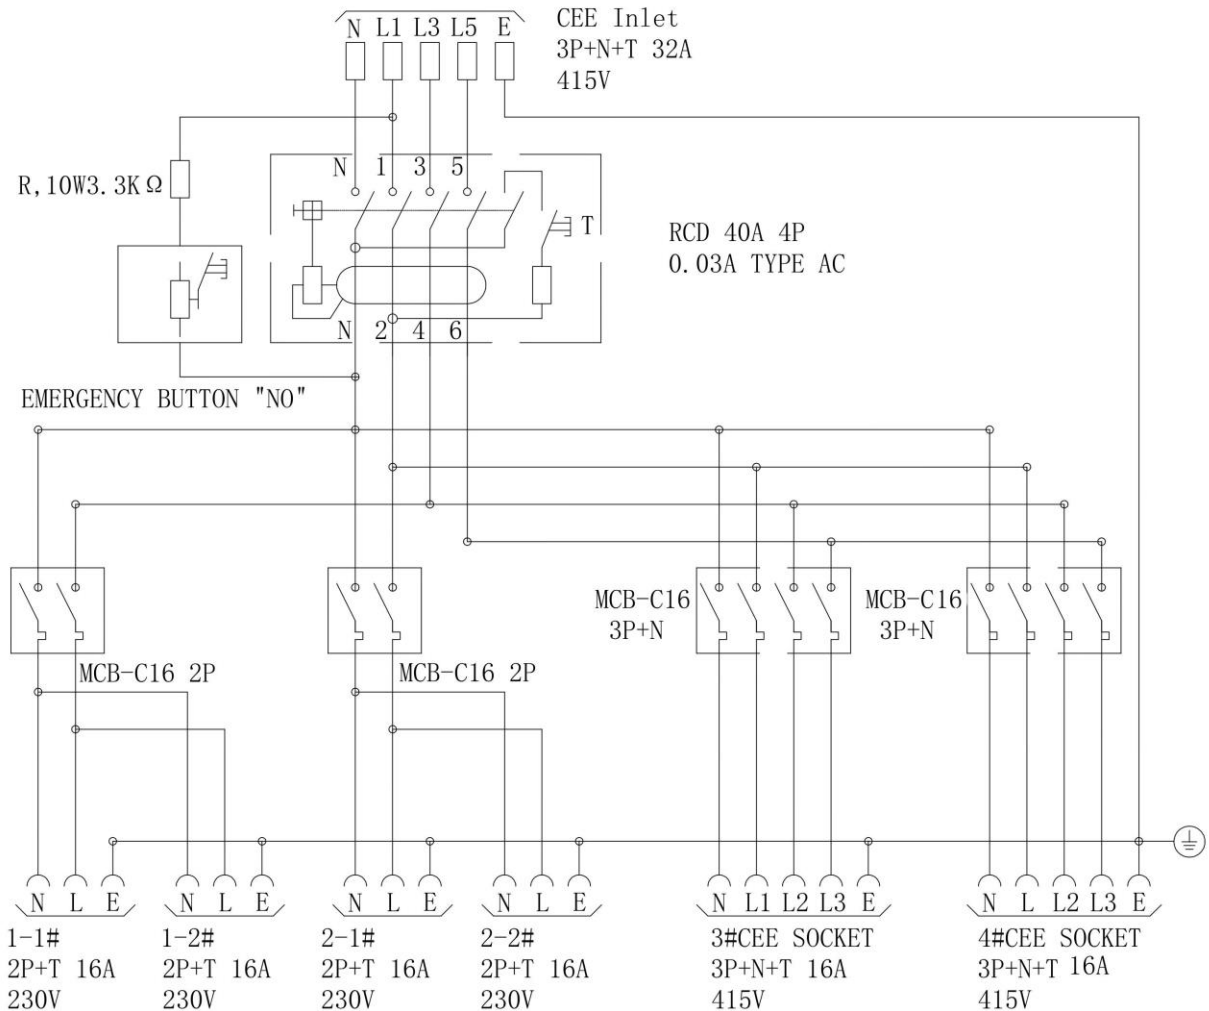 N L1 L3 L5 E
CEE Inlet
3P+N+T 32A
415V
N 1 3 5
R,10W3.3KΩ
T
RCD 40A 4P
0.03A TYPE AC
N 2 4 6
EMERGENCY BUTTON "NO"
MCB-C16
3P+N
MCB-C16
3P+N
MCB-C16 2P
MCB-C16 2P
N L E
N L E
N L E
N L E
N L1 L2 L3 E
N L L2 L3 E
1-1#
2P+T 16A
230V
1-2#
2P+T 16A
230V
2-1#
2P+T 16A
230V
2-2#
2P+T 16A
230V
3#CEE SOCKET
3P+N+T 16A
415V
4#CEE SOCKET
3P+N+T 16A
415V